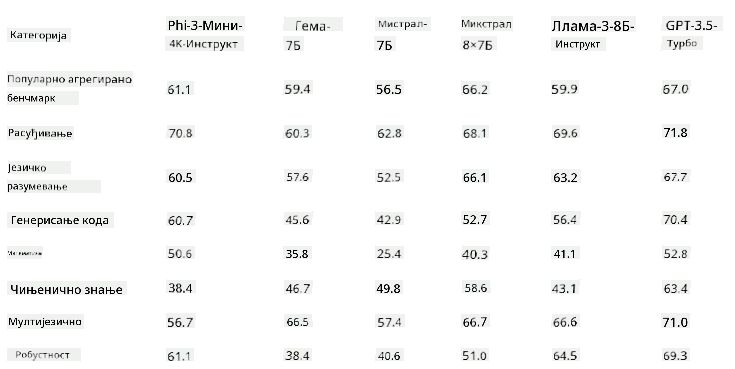 Категорија Phi-3-Мини-4K-Инструкт Гема-7Б Мистрал-7Б Микстрал 8×7Б Ллама-3-8Б-Инструкт GPT-3.5-Турбо
Популарно агрегирано бенчмарк 61.1 59.4 56.5 66.2 59.9 67.0
Расуђивање 70.8 60.3 62.8 68.1 69.6 71.8
Језичко разумевање 60.5 57.6 52.5 66.1 63.2 67.7
Генерисање кода 60.7 45.6 42.9 52.7 56.4 70.4
50.6 35.8 25.4 40.3 41.1 52.8
Чињенично знање 38.4 46.7 49.8 58.6 43.1 63.4
Мултијезично 56.7 66.5 57.4 66.7 66.6 71.0
Робустност 61.1 38.4 40.6 51.0 64.5 69.3